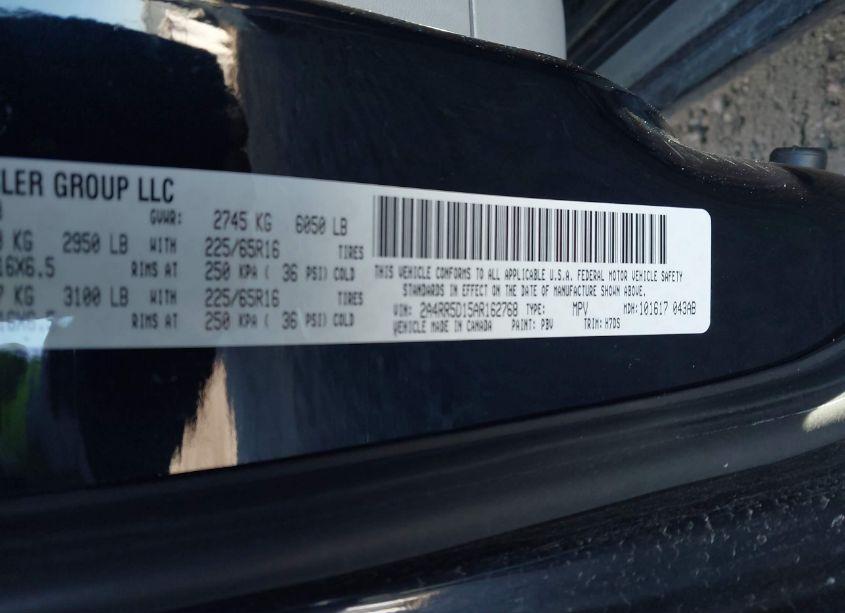 LER GROUP LLC
GVWR: 2745 KG 6050 LB
KG 2950 LB WITH 225/65R16 TIRES
16X6.5 RIMS AT 250 KPA ( 36 PSI) COLD
KG 3100 LB WITH 225/65R16 TIRES
16X6.5 RIMS AT 250 KPA ( 36 PSI) COLD
THIS VEHICLE CONFORMS TO ALL APPLICABLE U.S.A. FEDERAL MOTOR VEHICLE SAFETY
STANDARDS IN EFFECT ON THE DATE OF MANUFACTURE SHOWN ABOVE.
VIN: 2A4RR5D15AR162768 TYPE: MPV MDH: 101617 043AB
VEHICLE MADE IN CANADA PAINT: PBV TRIM: H7DS